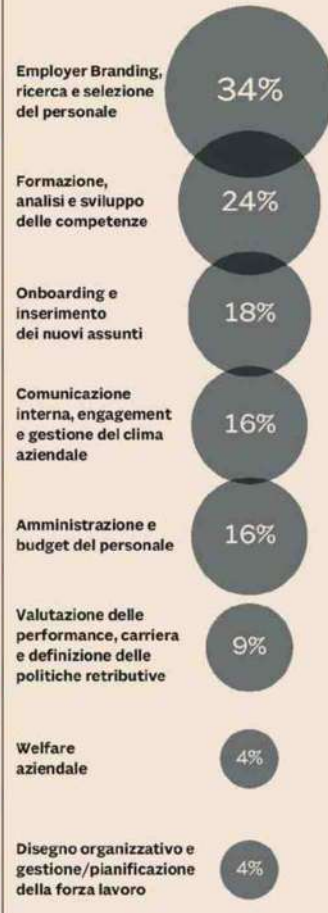 Employer Branding,
ricerca e selezione
del personale
34%
Formazione,
analisi e sviluppo
delle competenze
24%
Onboarding e
inserimento
dei nuovi assunti
18%
Comunicazione
interna, engagement
e gestione del clima
aziendale
16%
Amministrazione e
budget del personale
16%
Valutazione delle
performance, carriera
e definizione delle
politiche retributive
9%
Welfare
aziendale
4%
Disegno organizzativo e
gestione/pianificazione
della forza lavoro
4%